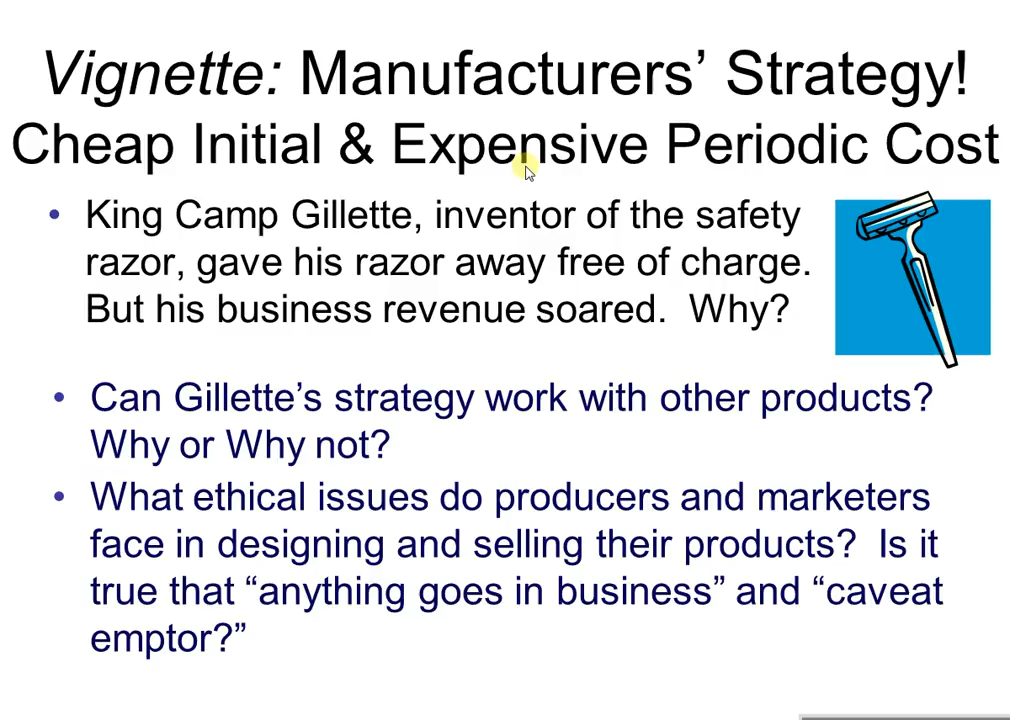 Vignette: Manufacturers’ Strategy!
Cheap Initial & Expensive Periodic Cost
• King Camp Gillette, inventor of the safety
razor, gave his razor away free of charge.
But his business revenue soared.  Why?
• Can Gillette’s strategy work with other products?
Why or Why not?
• What ethical issues do producers and marketers
face in designing and selling their products?  Is it
true that “anything goes in business” and “caveat
emptor?”